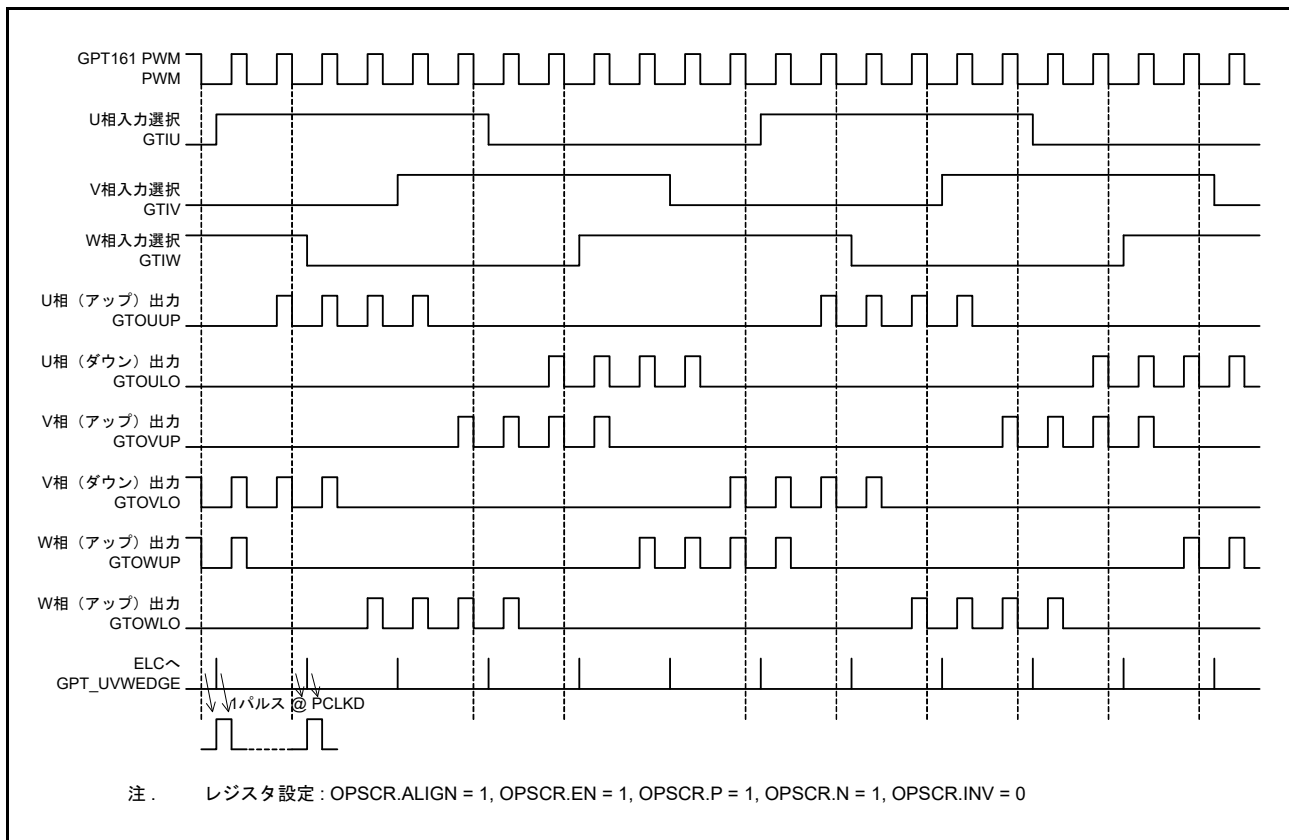 GPT161 PWM
PWM
U相入力選択
GTIU
V相入力選択
GTIV
W相入力選択
GTIW
U相（アップ）出力
GTOUUP
U相（ダウン）出力
GTOULO
V相（アップ）出力
GTOVUP
V相（ダウン）出力
GTOVLO
W相（アップ）出力
GTOWUP
W相（アップ）出力
GTOWLO
ELCへ
GPT_UVWEDGE
1パルス @ PCLKD
注 . レジスタ設定 : OPSCR.ALIGN = 1, OPSCR.EN = 1, OPSCR.P = 1, OPSCR.N = 1, OPSCR.INV = 0